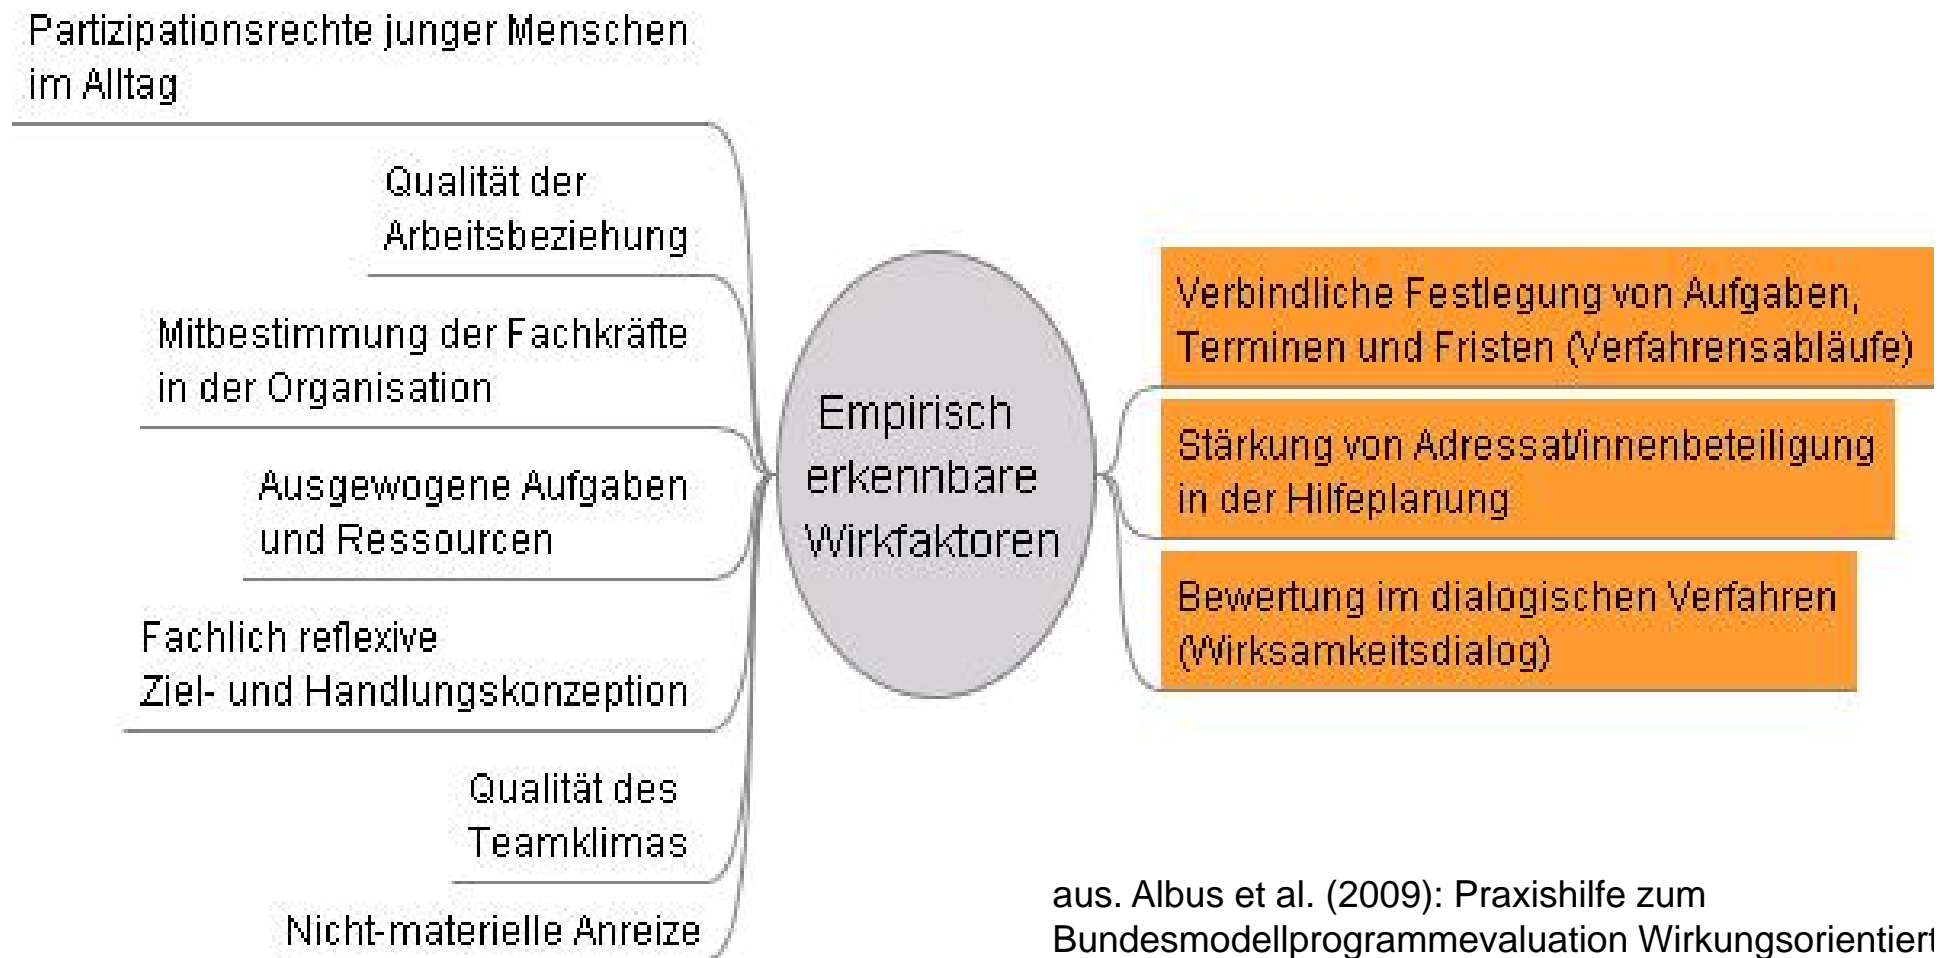 Partizipationsrechte junger Menschen
im Alltag
Qualität der
Arbeitsbeziehung
Mitbestimmung der Fachkräfte
in der Organisation
Ausgewogene Aufgaben
und Ressourcen
Fachlich reflexive
Ziel- und Handlungskonzeption
Qualität des
Teamklimas
Nicht-materielle Anreize
Empirisch
erkennbare
Wirkfaktoren
Verbindliche Festlegung von Aufgaben,
Terminen und Fristen (Verfahrensabläufe)
Stärkung von Adressat/innenbeteiligung
in der Hilfeplanung
Bewertung im dialogischen Verfahren
(Wirksamkeitsdialog)
aus. Albus et al. (2009): Praxishilfe zum
Bundesmodellprogrammevaluation Wirkungsorientiert